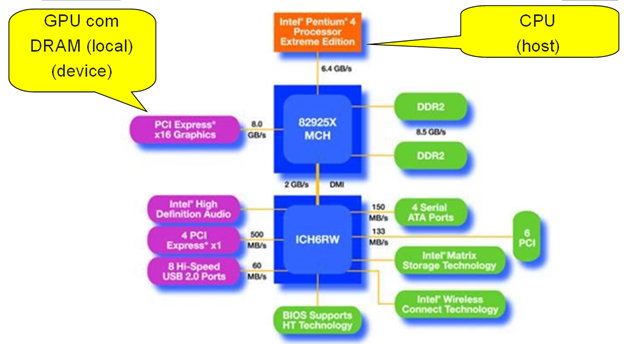 GPU com
DRAM (local)
(device)
Intel® Pentium® 4
Processor
Extreme Edition
CPU
(host)
6.4 GB/s
PCI Express*
x16 Graphics
8.0
GB/s
82925X
MCH
DDR2
8.5 GB/s
DDR2
2 GB/s
DMI
Intel® High
Definition Audio
4 PCI
Express* x1
500
MB/s
8 Hi-Speed
USB 2.0 Ports
60
MB/s
ICH6RW
150
MB/s
4 Serial
ATA Ports
133
MB/s
6
PCI
Intel® Matrix
Storage Technology
Intel® Wireless
Connect Technology
BIOS Supports
HT Technology